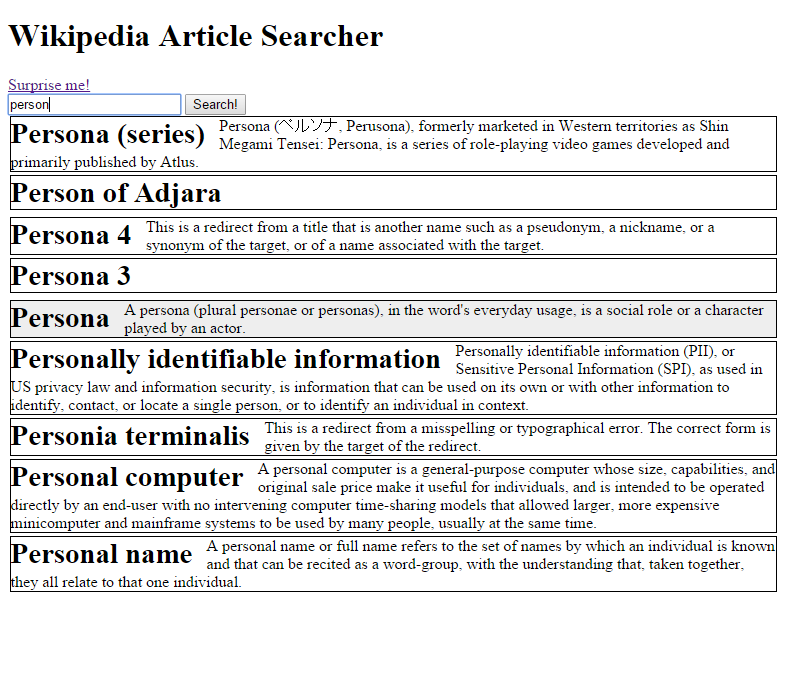 Wikipedia Article Searcher
Surprise me!
person
Search!
Persona (series) Persona (ペルソナ, Perusona), formerly marketed in Western territories as Shin
Megami Tensei: Persona, is a series of role-playing video games developed and
primarily published by Atlus.
Person of Adjara
Persona 4 This is a redirect from a title that is another name such as a pseudonym, a nickname, or a
synonym of the target, or of a name associated with the target.
Persona 3
Persona A persona (plural personae or personas), in the word's everyday usage, is a social role or a character
played by an actor.
Personally identifiable information Personally identifiable information (PII), or
Sensitive Personal Information (SPI), as used in
US privacy law and information security, is information that can be used on its own or with other information to
identify, contact, or locate a single person, or to identify an individual in context.
Personia terminalis This is a redirect from a misspelling or typographical error. The correct form is
given by the target of the redirect.
Personal computer A personal computer is a general-purpose computer whose size, capabilities, and
original sale price make it useful for individuals, and is intended to be operated
directly by an end-user with no intervening computer time-sharing models that allowed larger, more expensive
minicomputer and mainframe systems to be used by many people, usually at the same time.
Personal name A personal name or full name refers to the set of names by which an individual is known
and that can be recited as a word-group, with the understanding that, taken together,
they all relate to that one individual.